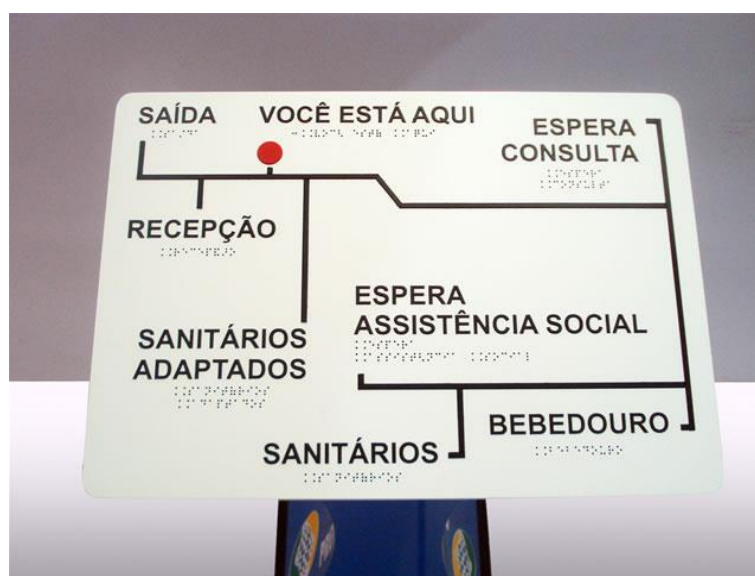 SAÍDA
VOCÊ ESTÁ AQUI
ESPERA
CONSULTA
RECEPÇÃO
ESPERA
ASSISTÊNCIA SOCIAL
SANITÁRIOS
ADAPTADOS
BEBEDOURO
SANITÁRIOS